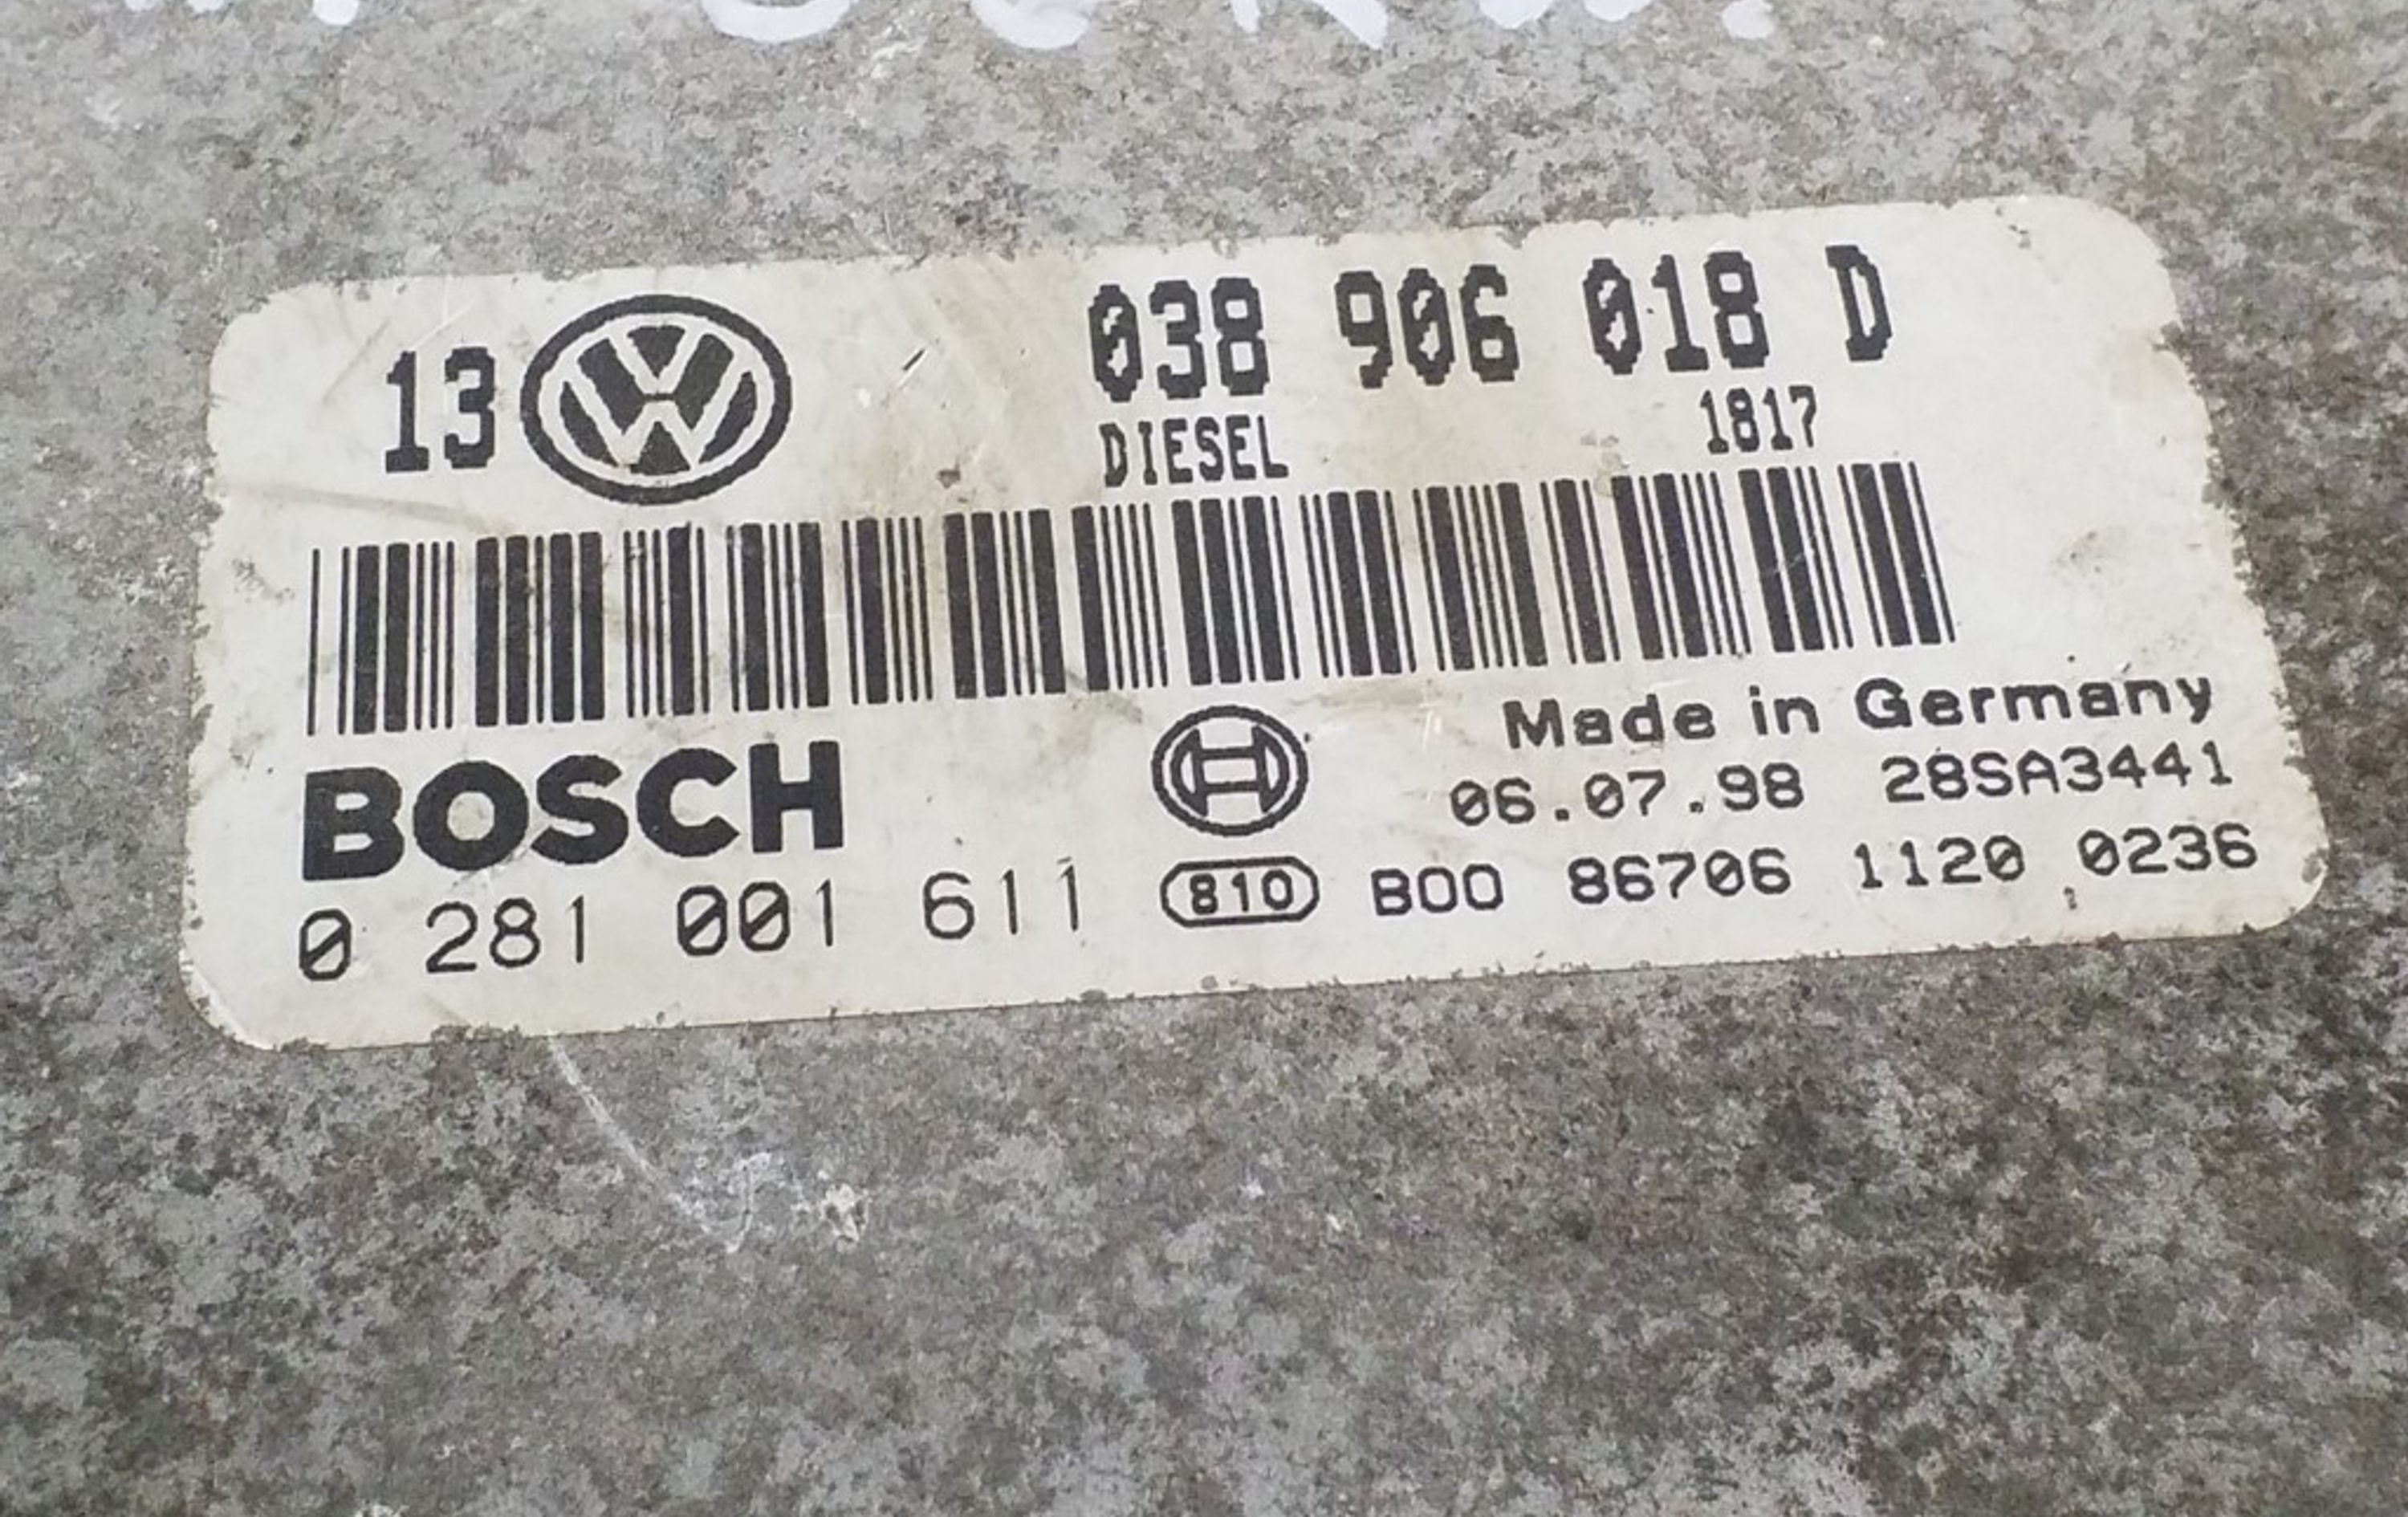 13 038 906 018 D
DIESEL 1817
Made in Germany
BOSCH 06.07.98 28SA3441
0 281 001 611 810 B00 86706 1120 0236